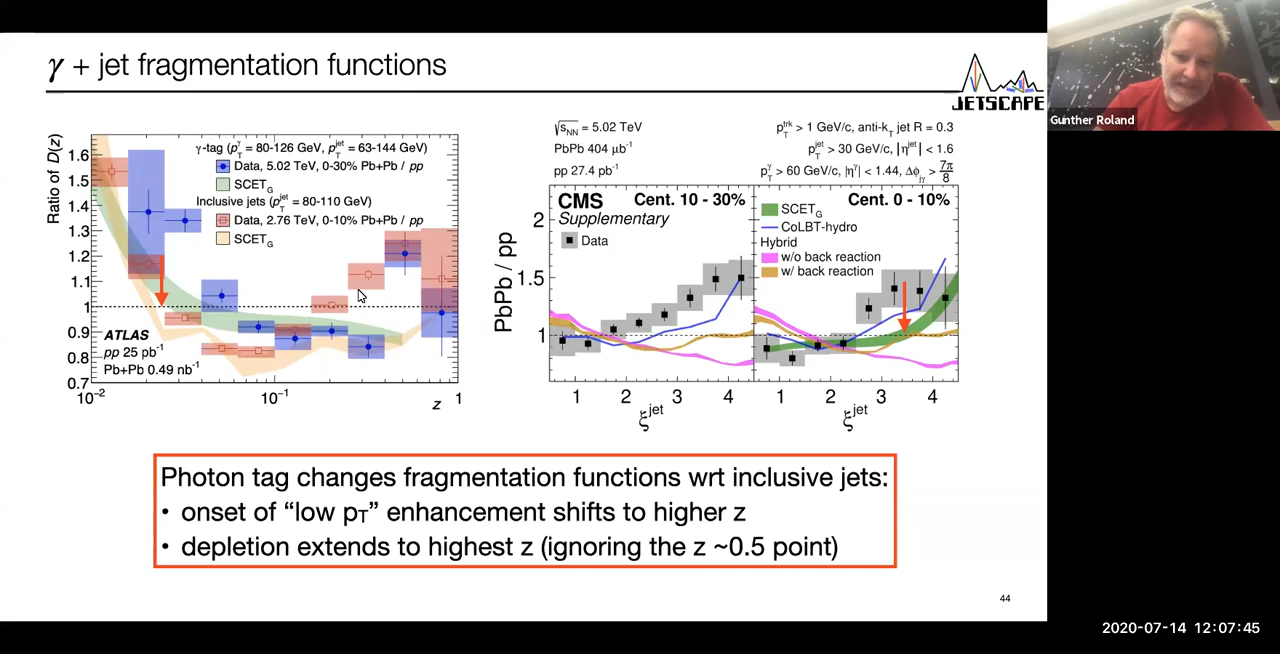 γ + jet fragmentation functions
JETSCAPE
Gunther Roland
Ratio of D(z)
1.6
1.5
1.4
1.3
1.2
1.1
1
0.9
0.8
0.7
10⁻²
10⁻¹
z
1
γ-tag (p_T^γ = 80-126 GeV, p_T^jet = 63-144 GeV)
Data, 5.02 TeV, 0-30% Pb+Pb / pp
SCET_G
Inclusive jets (p_T^jet = 80-110 GeV)
Data, 2.76 TeV, 0-10% Pb+Pb / pp
SCET_G
ATLAS
pp 25 pb⁻¹
Pb+Pb 0.49 nb⁻¹
√s_NN = 5.02 TeV
PbPb 404 μb⁻¹
pp 27.4 pb⁻¹
p_T^trk > 1 GeV/c, anti-k_T jet R = 0.3
p_T^jet > 30 GeV/c, |η^jet| < 1.6
p_T^γ > 60 GeV/c, |η^γ| < 1.44, Δφ_jγ > 7π/8
PbPb / pp
2
1.5
1
CMS
Supplementary
Cent. 10 - 30%
Data
1 2 3 4
ξ^jet
Cent. 0 - 10%
SCET_G
CoLBT-hydro
Hybrid
w/o back reaction
w/ back reaction
1 2 3 4
ξ^jet
Photon tag changes fragmentation functions wrt inclusive jets:
• onset of “low p_T” enhancement shifts to higher z
• depletion extends to highest z (ignoring the z ~0.5 point)
44
2020-07-14 12:07:45